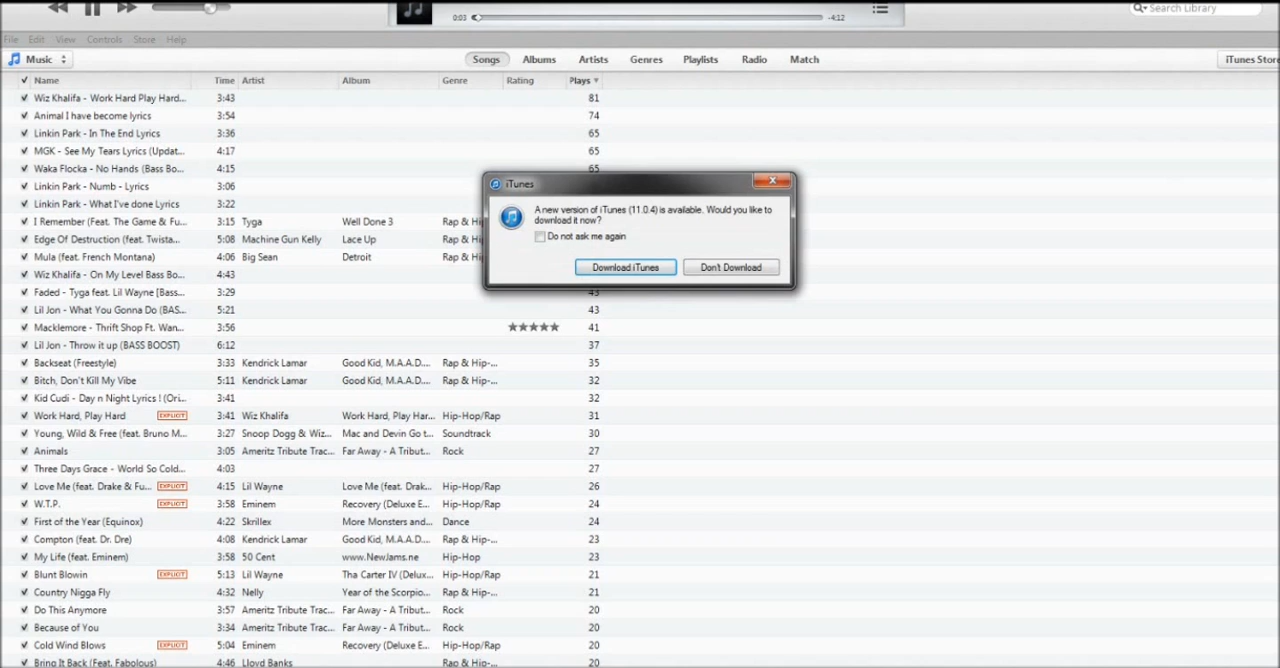 0:03 -4:12
Search Library
File Edit View Controls Store Help
Music Songs Albums Artists Genres Playlists Radio Match iTunes Store
Name Time Artist Album Genre Rating Plays
Wiz Khalifa - Work Hard Play Hard... 3:43 81
Animal I have become lyrics 3:54 74
Linkin Park - In The End Lyrics 3:36 65
MGK - See My Tears Lyrics (Updat... 4:17 65
Waka Flocka - No Hands (Bass Bo... 4:15 65
Linkin Park - Numb - Lyrics 3:06
Linkin Park - What I've done Lyrics 3:22
I Remember (Feat. The Game & Fu... 3:15 Tyga Well Done 3 Rap & Hi
Edge Of Destruction (feat. Twista... 5:08 Machine Gun Kelly Lace Up Rap & Hi
Mula (feat. French Montana) 4:06 Big Sean Detroit Rap & Hi
Wiz Khalifa - On My Level Bass Bo... 4:43
Faded - Tyga feat. Lil Wayne [Bass... 3:29 43
Lil Jon - What You Gonna Do (BAS... 5:21 43
Macklemore - Thrift Shop Ft. Wan... 3:56 ★★★★★ 41
Lil Jon - Throw it up (BASS BOOST) 6:12 37
Backseat (Freestyle) 3:33 Kendrick Lamar Good Kid, M.A.A.D.... Rap & Hip-... 35
Bitch, Don't Kill My Vibe 5:11 Kendrick Lamar Good Kid, M.A.A.D.... Rap & Hip-... 32
Kid Cudi - Day n Night Lyrics ! (Ori... 3:41 32
Work Hard, Play Hard EXPLICIT 3:41 Wiz Khalifa Work Hard, Play Har... Hip-Hop/Rap 31
Young, Wild & Free (feat. Bruno M... 3:27 Snoop Dogg & Wiz... Mac and Devin Go t... Soundtrack 30
Animals 3:05 Ameritz Tribute Trac... Far Away - A Tribut... Rock 27
Three Days Grace - World So Cold... 4:03 27
Love Me (feat. Drake & Fu... EXPLICIT 4:15 Lil Wayne Love Me (feat. Drak... Hip-Hop/Rap 26
W.T.P. EXPLICIT 3:58 Eminem Recovery (Deluxe E... Hip-Hop/Rap 24
First of the Year (Equinox) 4:22 Skrillex More Monsters and... Dance 24
Compton (feat. Dr. Dre) 4:08 Kendrick Lamar Good Kid, M.A.A.D.... Rap & Hip-... 23
My Life (feat. Eminem) 3:58 50 Cent www.NewJams.ne Hip-Hop 23
Blunt Blowin EXPLICIT 5:13 Lil Wayne Tha Carter IV (Delux... Hip-Hop/Rap 21
Country Nigga Fly 4:32 Nelly Year of the Scorpio... Rap & Hip-... 21
Do This Anymore 3:57 Ameritz Tribute Trac... Far Away - A Tribut... Rock 20
Because of You 3:34 Ameritz Tribute Trac... Far Away - A Tribut... Rock 20
Cold Wind Blows EXPLICIT 5:04 Eminem Recovery (Deluxe E... Hip-Hop/Rap 20
Bring It Back (Feat. Fabolous) 4:46 Lloyd Banks Rap & Hip-... 20
iTunes
A new version of iTunes (11.0.4) is available. Would you like to
download it now?
Do not ask me again
Download iTunes Don't Download